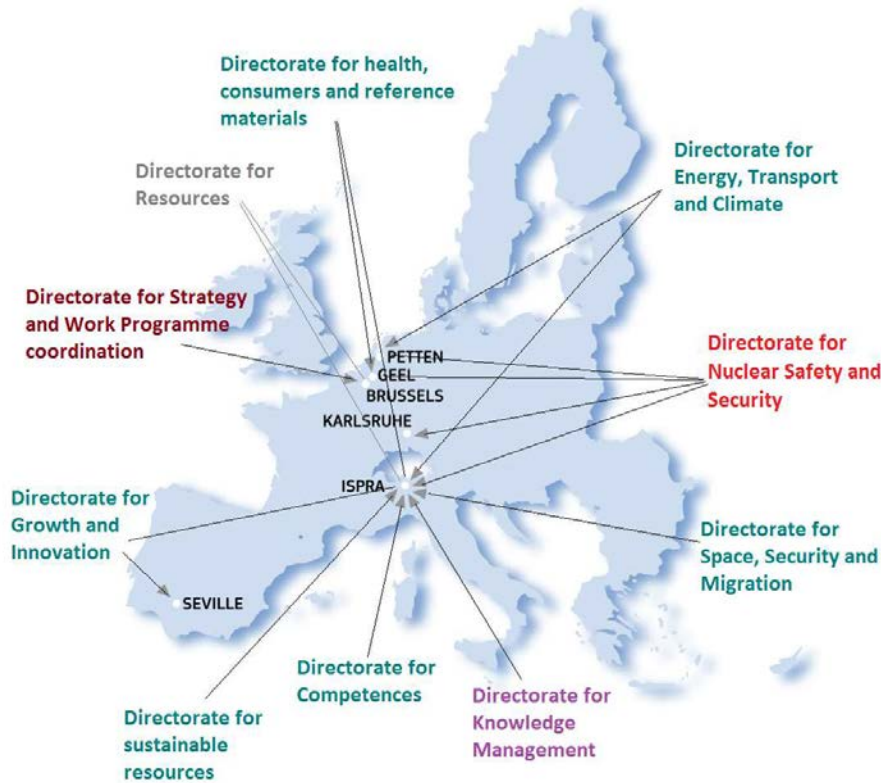 Directorate for health,
consumers and reference
materials
Directorate for
Resources
Directorate for
Energy, Transport
and Climate
Directorate for Strategy
and Work Programme
coordination
PETTEN
GEEL
BRUSSELS
KARLSRUHE
Directorate for
Nuclear Safety and
Security
ISPRA
Directorate for
Growth and
Innovation
SEVILLE
Directorate for
Space, Security and
Migration
Directorate for
Competences
Directorate for
Knowledge
Management
Directorate for
sustainable
resources